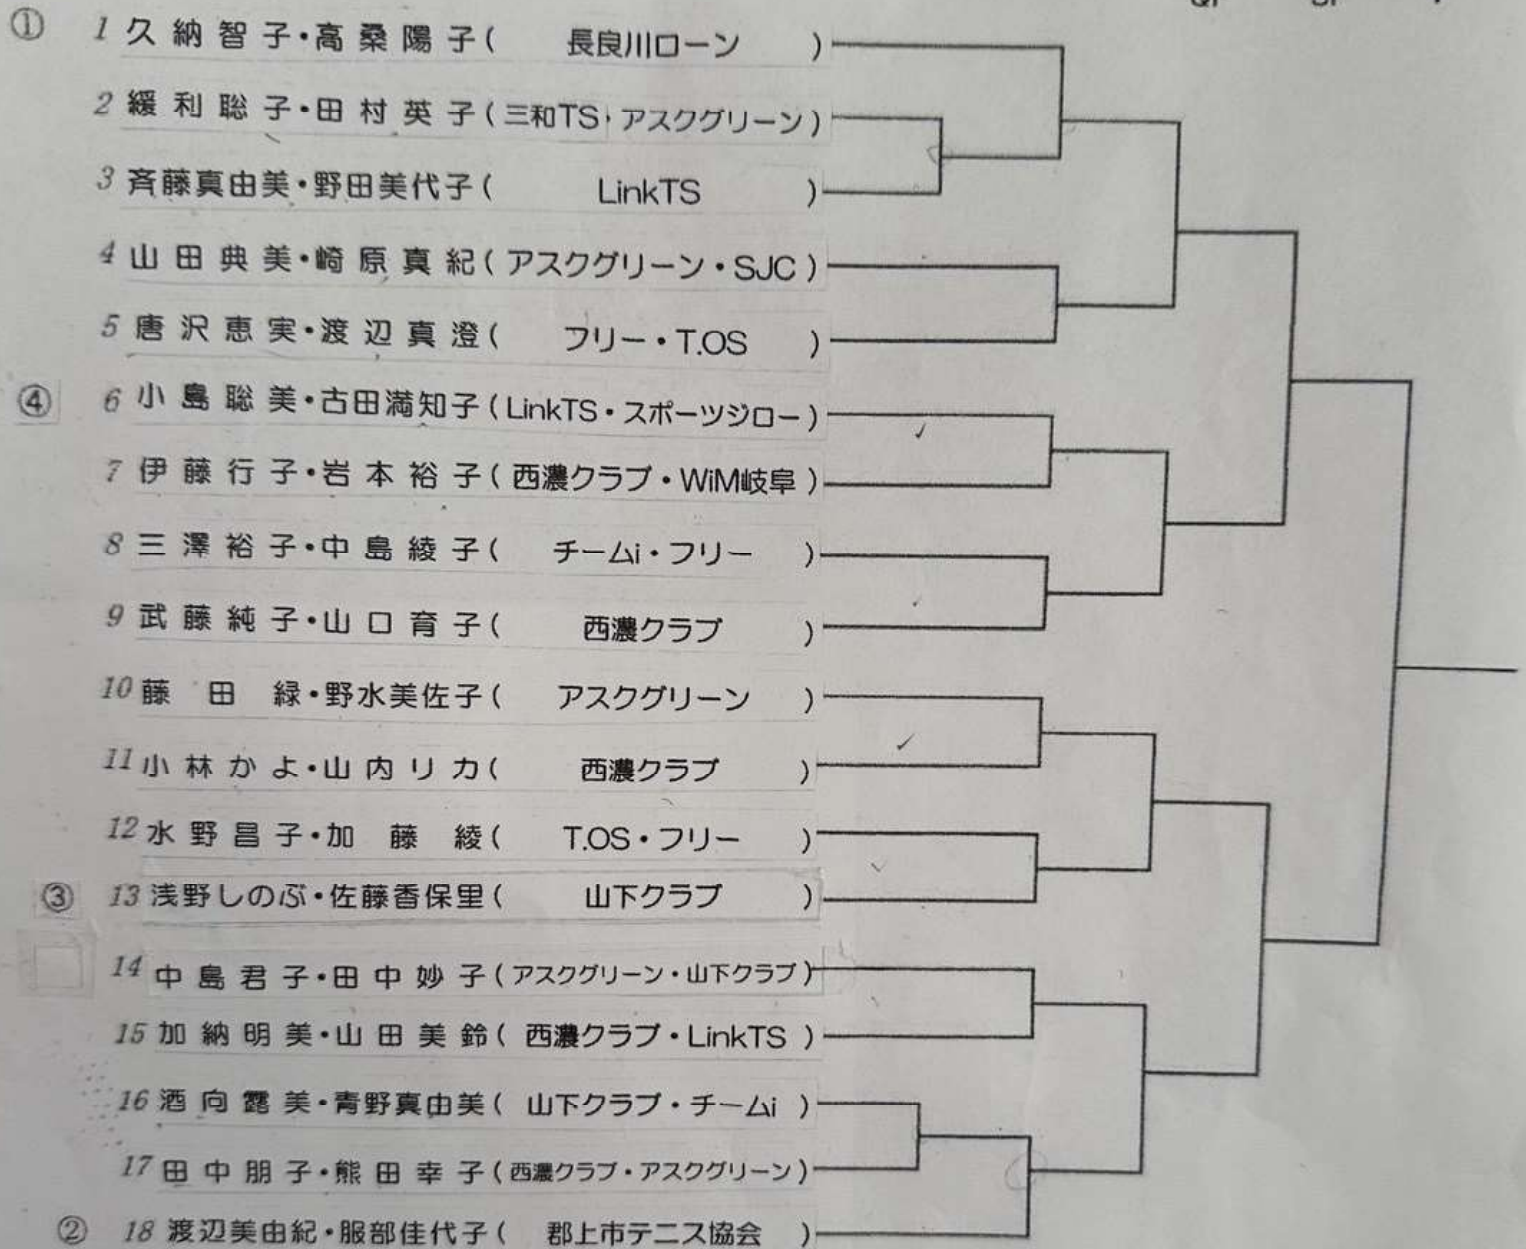 ① 1 久納智子・高桑陽子( 長良川ローン )
2 緩利聡子・田村英子(三和TS・アスクグリーン)
3 斉藤真由美・野田美代子( LinkTS )
4 山田典美・崎原真紀(アスクグリーン・SJC)
5 唐沢恵実・渡辺真澄( フリー・T.OS )
④ 6 小島聡美・古田満知子(LinkTS・スポーツジロー)
7 伊藤行子・岩本裕子(西濃クラブ・WiM岐阜)
8 三澤裕子・中島綾子( チームi・フリー )
9 武藤純子・山口育子( 西濃クラブ )
10 藤田緑・野水美佐子( アスクグリーン )
11 小林かよ・山内リカ( 西濃クラブ )
12 水野昌子・加藤綾( T.OS・フリー )
③ 13 浅野しのぶ・佐藤香保里( 山下クラブ )
14 中島君子・田中妙子(アスクグリーン・山下クラブ)
15 加納明美・山田美鈴( 西濃クラブ・LinkTS )
16 酒向露美・青野真由美( 山下クラブ・チームi )
17 田中朋子・熊田幸子(西濃クラブ・アスクグリーン)
② 18 渡辺美由紀・服部佳代子( 郡上市テニス協会 )